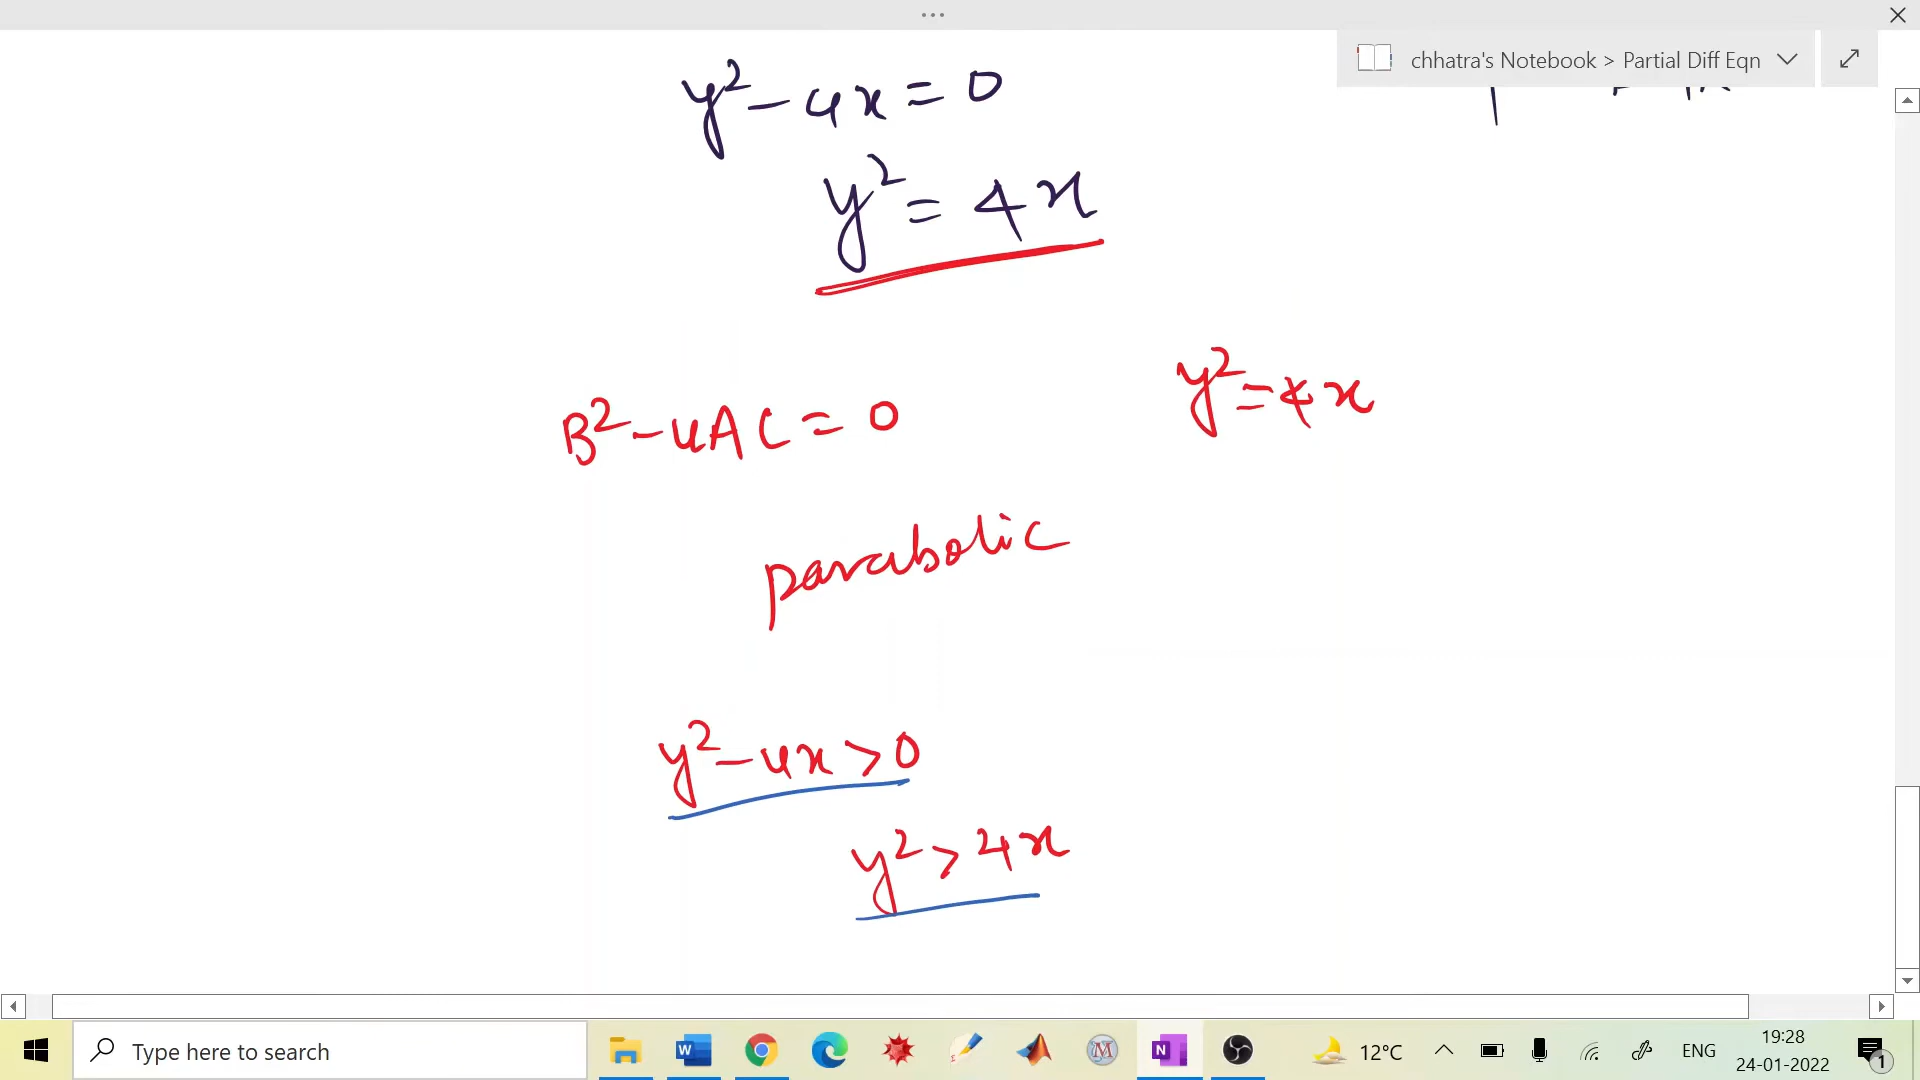 chhatra's Notebook > Partial Diff Eqn
y² - 4x = 0
y² = 4x
y² = 4x
B² - 4AC = 0
parabolic
y² - 4x > 0
y² > 4x
Type here to search
12°C
ENG
19:28
24-01-2022
1